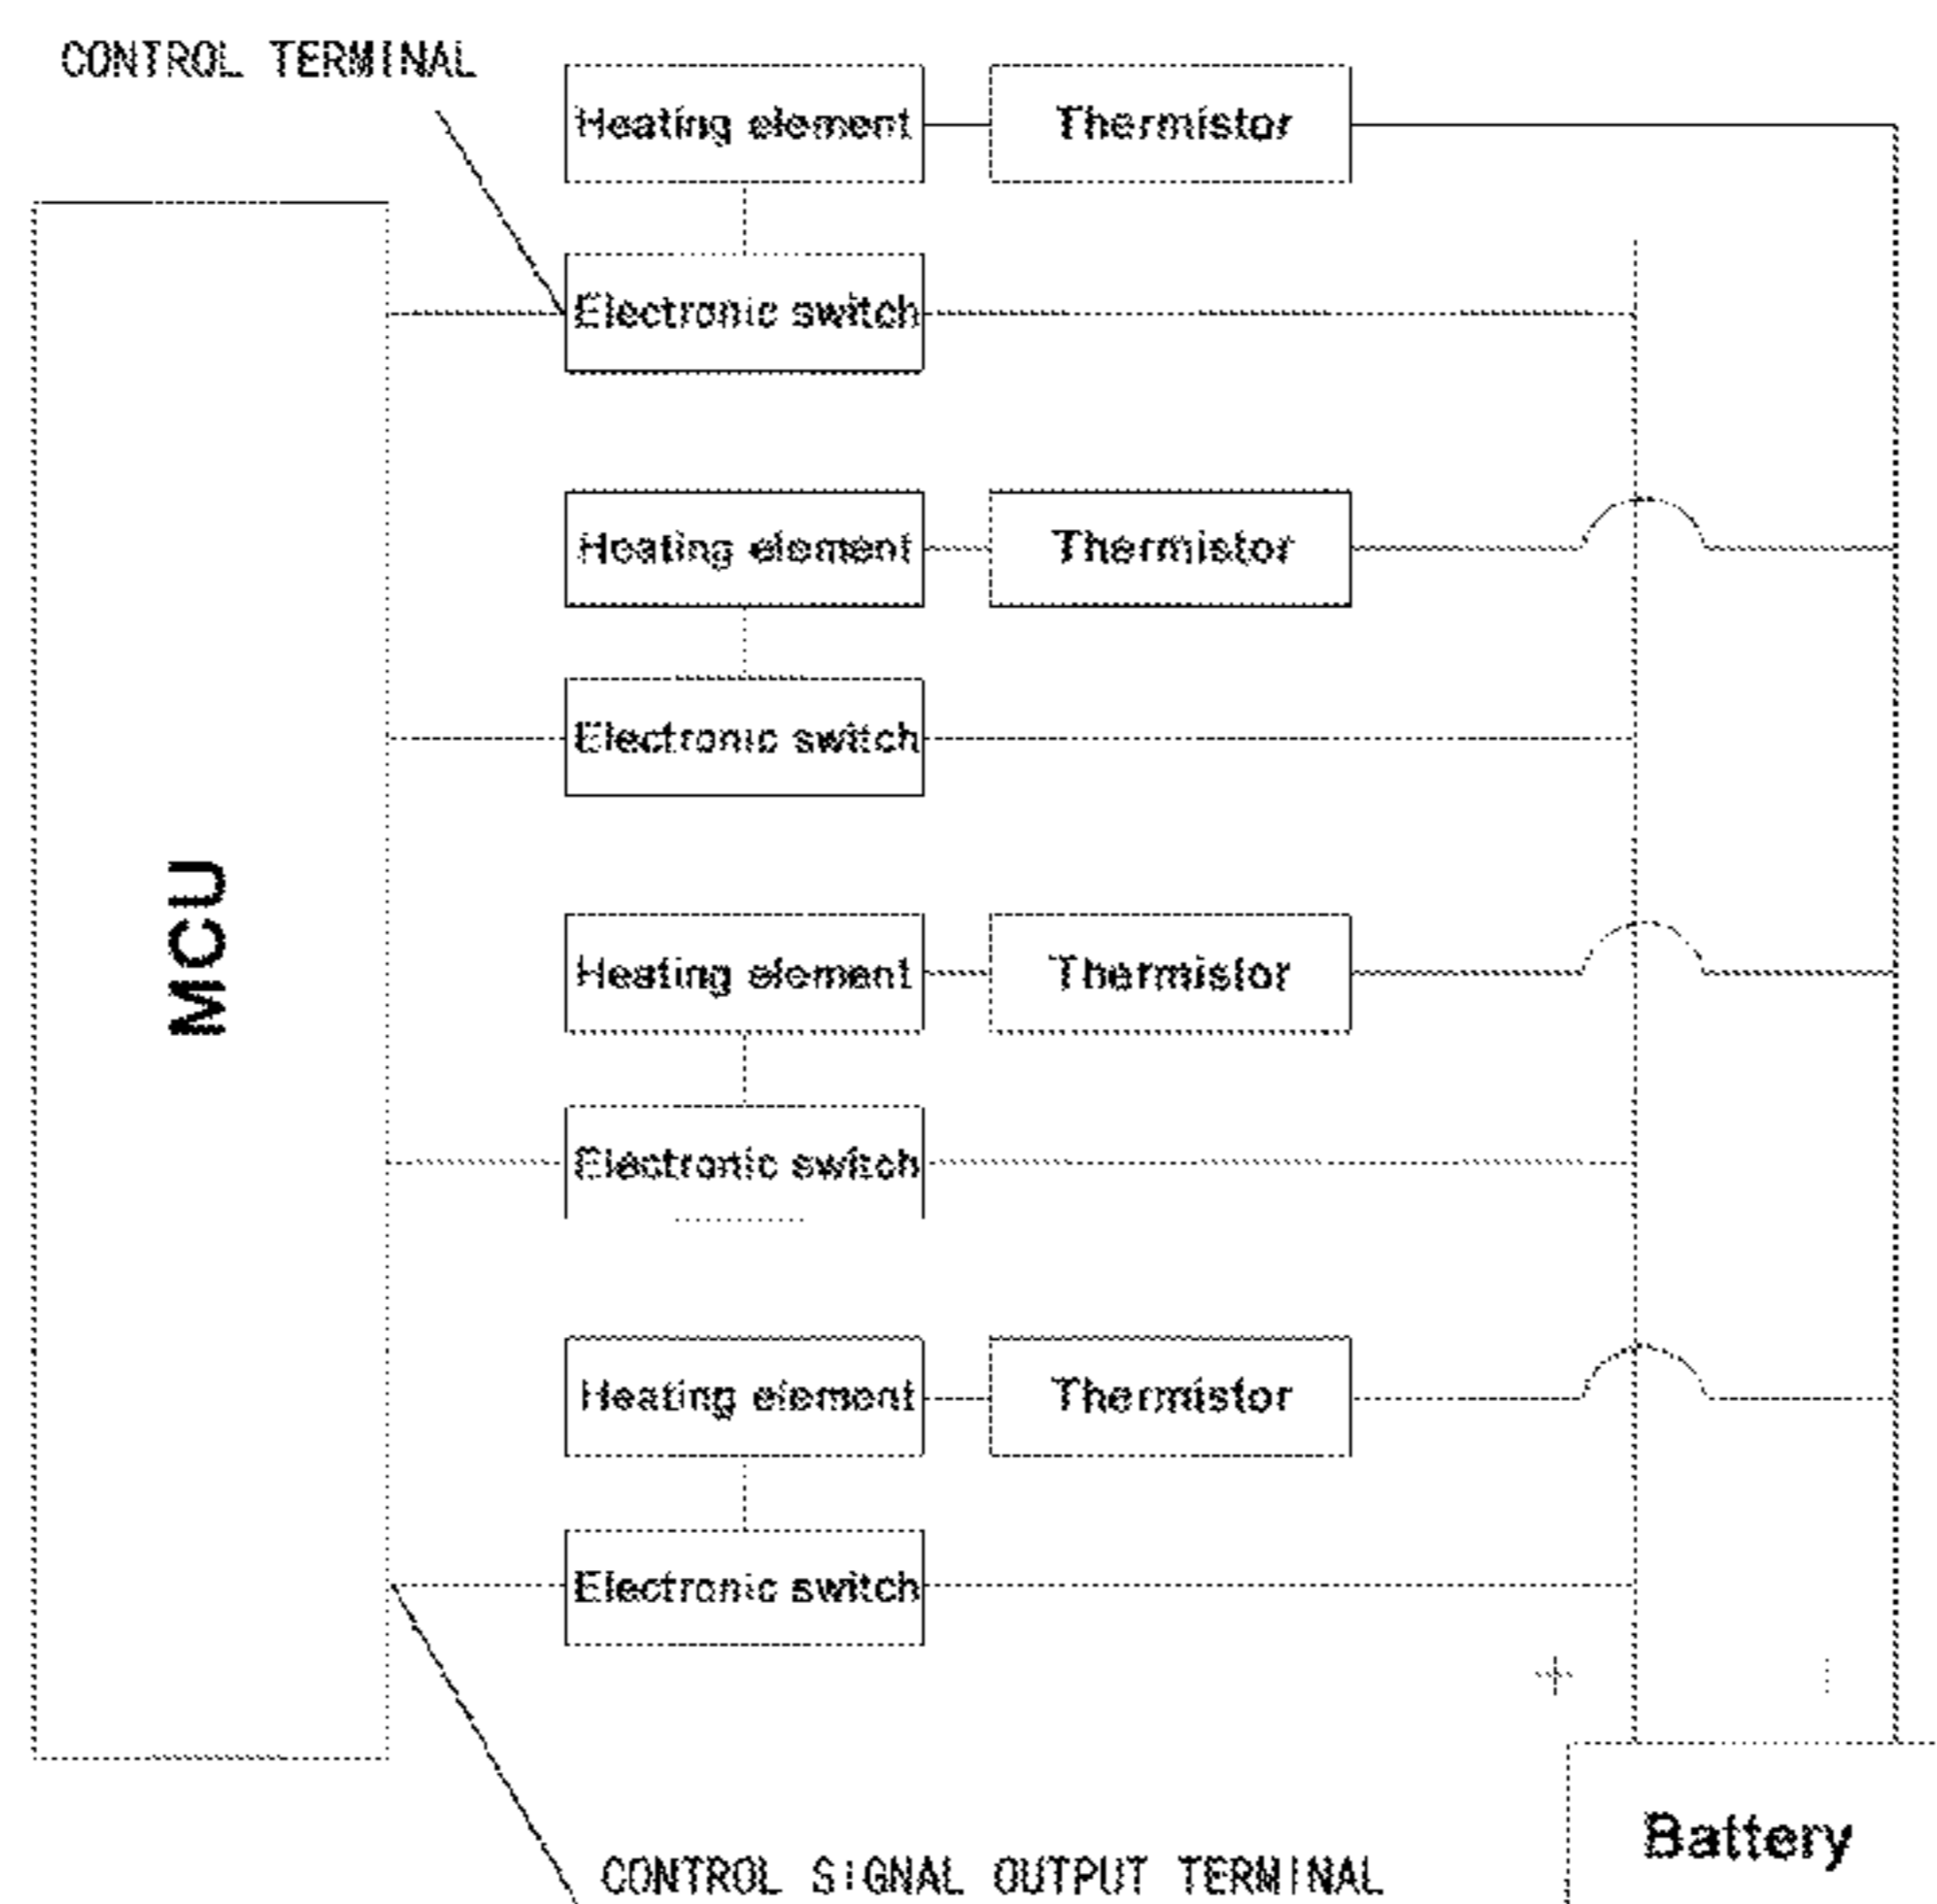 CONTROL TERMINAL
Heating element Thermistor
Electronic switch
Heating element Thermistor
Electronic switch
MCU
Heating element Thermistor
Electronic switch
Heating element Thermistor
Electronic switch
+
Battery
CONTROL SIGNAL OUTPUT TERMINAL